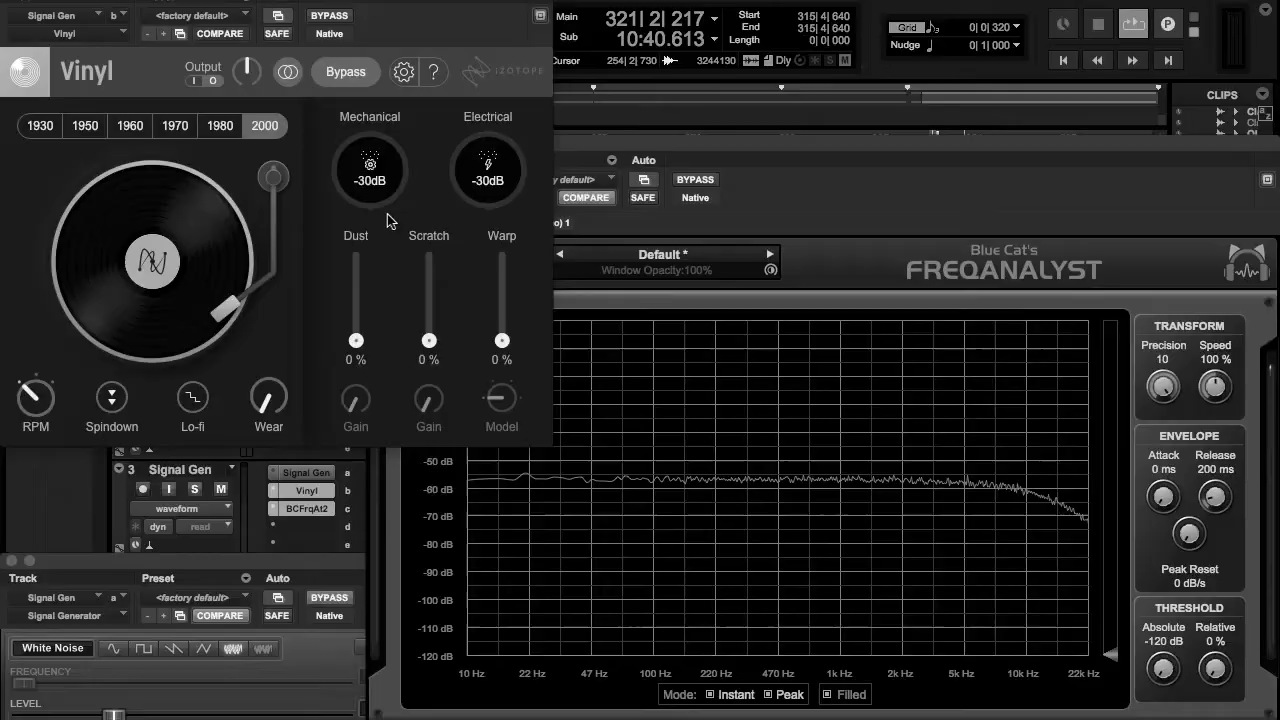 Signal Gen b *<factory default>* BYPASS
Vinyl - + COMPARE SAFE Native
Vinyl Output I O Bypass ? IZOTOPE
1930 1950 1960 1970 1980 2000
Mechanical Electrical
-30dB -30dB
Dust Scratch Warp
0 % 0 % 0 %
RPM Spindown Lo-fi Wear Gain Gain Model
Main 321| 2| 217
Sub 10:40.613
Cursor 254| 2| 730 3244130 Dly S M
Start 315| 4| 640
End 315| 4| 640
Length 0| 0| 000
Grid 0| 0| 320
Nudge 0| 1| 000
P
CLIPS
Auto
y default> BYPASS
COMPARE SAFE Native
o) 1
Default *
Window Opacity:100%
Blue Cat's
FREQANALYST
TRANSFORM
Precision Speed
10 100 %
ENVELOPE
Attack Release
0 ms 200 ms
Peak Reset
0 dB/s
THRESHOLD
Absolute Relative
-120 dB 0 %
-50 dB
-60 dB
-70 dB
-80 dB
-90 dB
-100 dB
-110 dB
-120 dB
10 Hz 22 Hz 47 Hz 100 Hz 220 Hz 470 Hz 1k Hz 2k Hz 5k Hz 10k Hz 22k Hz
Mode: Instant Peak Filled
3 Signal Gen
I S M
waveform
dyn read
Signal Gen a
Vinyl b
BCFrqAt2 c
d
e
Track Preset Auto
Signal Gen a <factory default> BYPASS
Signal Generator - + COMPARE SAFE Native
White Noise
FREQUENCY
LEVEL